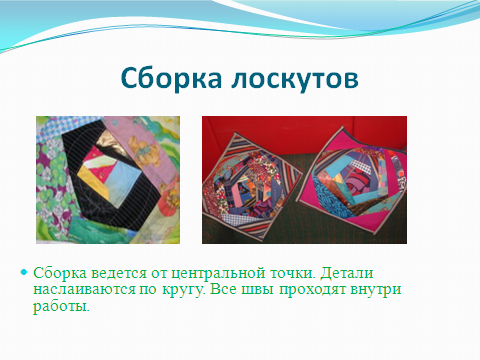 Сборка лоскутов
Сборка ведется от центральной точки. Детали
наслаиваются по кругу. Все швы проходят внутри
работы.